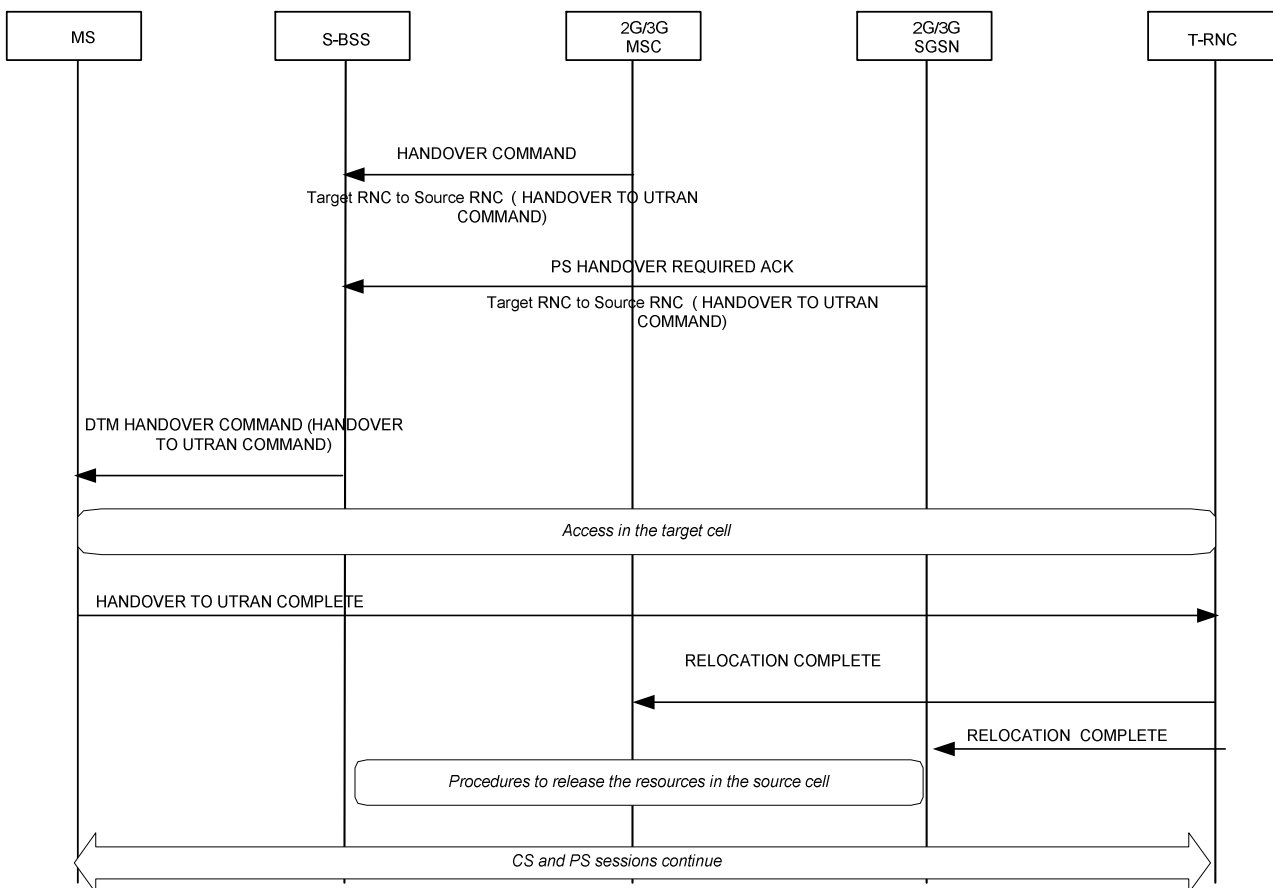 MS
S-BSS
2G/3G
MSC
2G/3G
SGSN
T-RNC
HANDOVER COMMAND
Target RNC to Source RNC ( HANDOVER TO UTRAN
COMMAND)
PS HANDOVER REQUIRED ACK
Target RNC to Source RNC ( HANDOVER TO UTRAN
COMMAND)
DTM HANDOVER COMMAND (HANDOVER
TO UTRAN COMMAND)
Access in the target cell
HANDOVER TO UTRAN COMPLETE
RELOCATION COMPLETE
RELOCATION COMPLETE
Procedures to release the resources in the source cell
CS and PS sessions continue